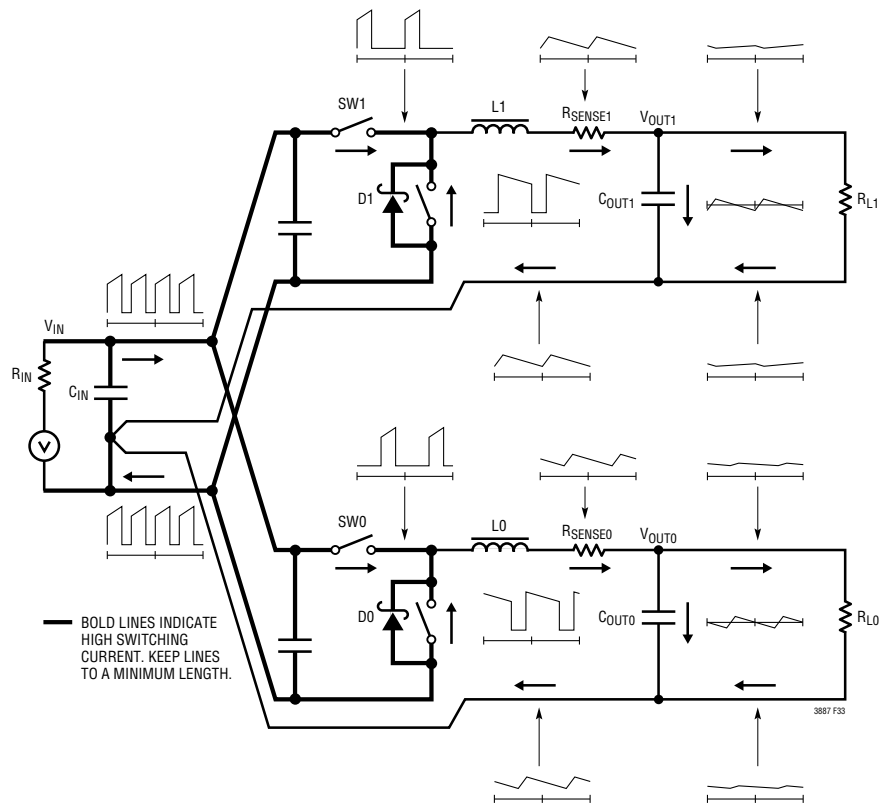 SW1
L1
RSENSE1
VOUT1
D1
COUT1
RL1
VIN
RIN
CIN
V
SW0
L0
RSENSE0
VOUT0
D0
COUT0
RL0
BOLD LINES INDICATE
HIGH SWITCHING
CURRENT. KEEP LINES
TO A MINIMUM LENGTH.
3887 F33